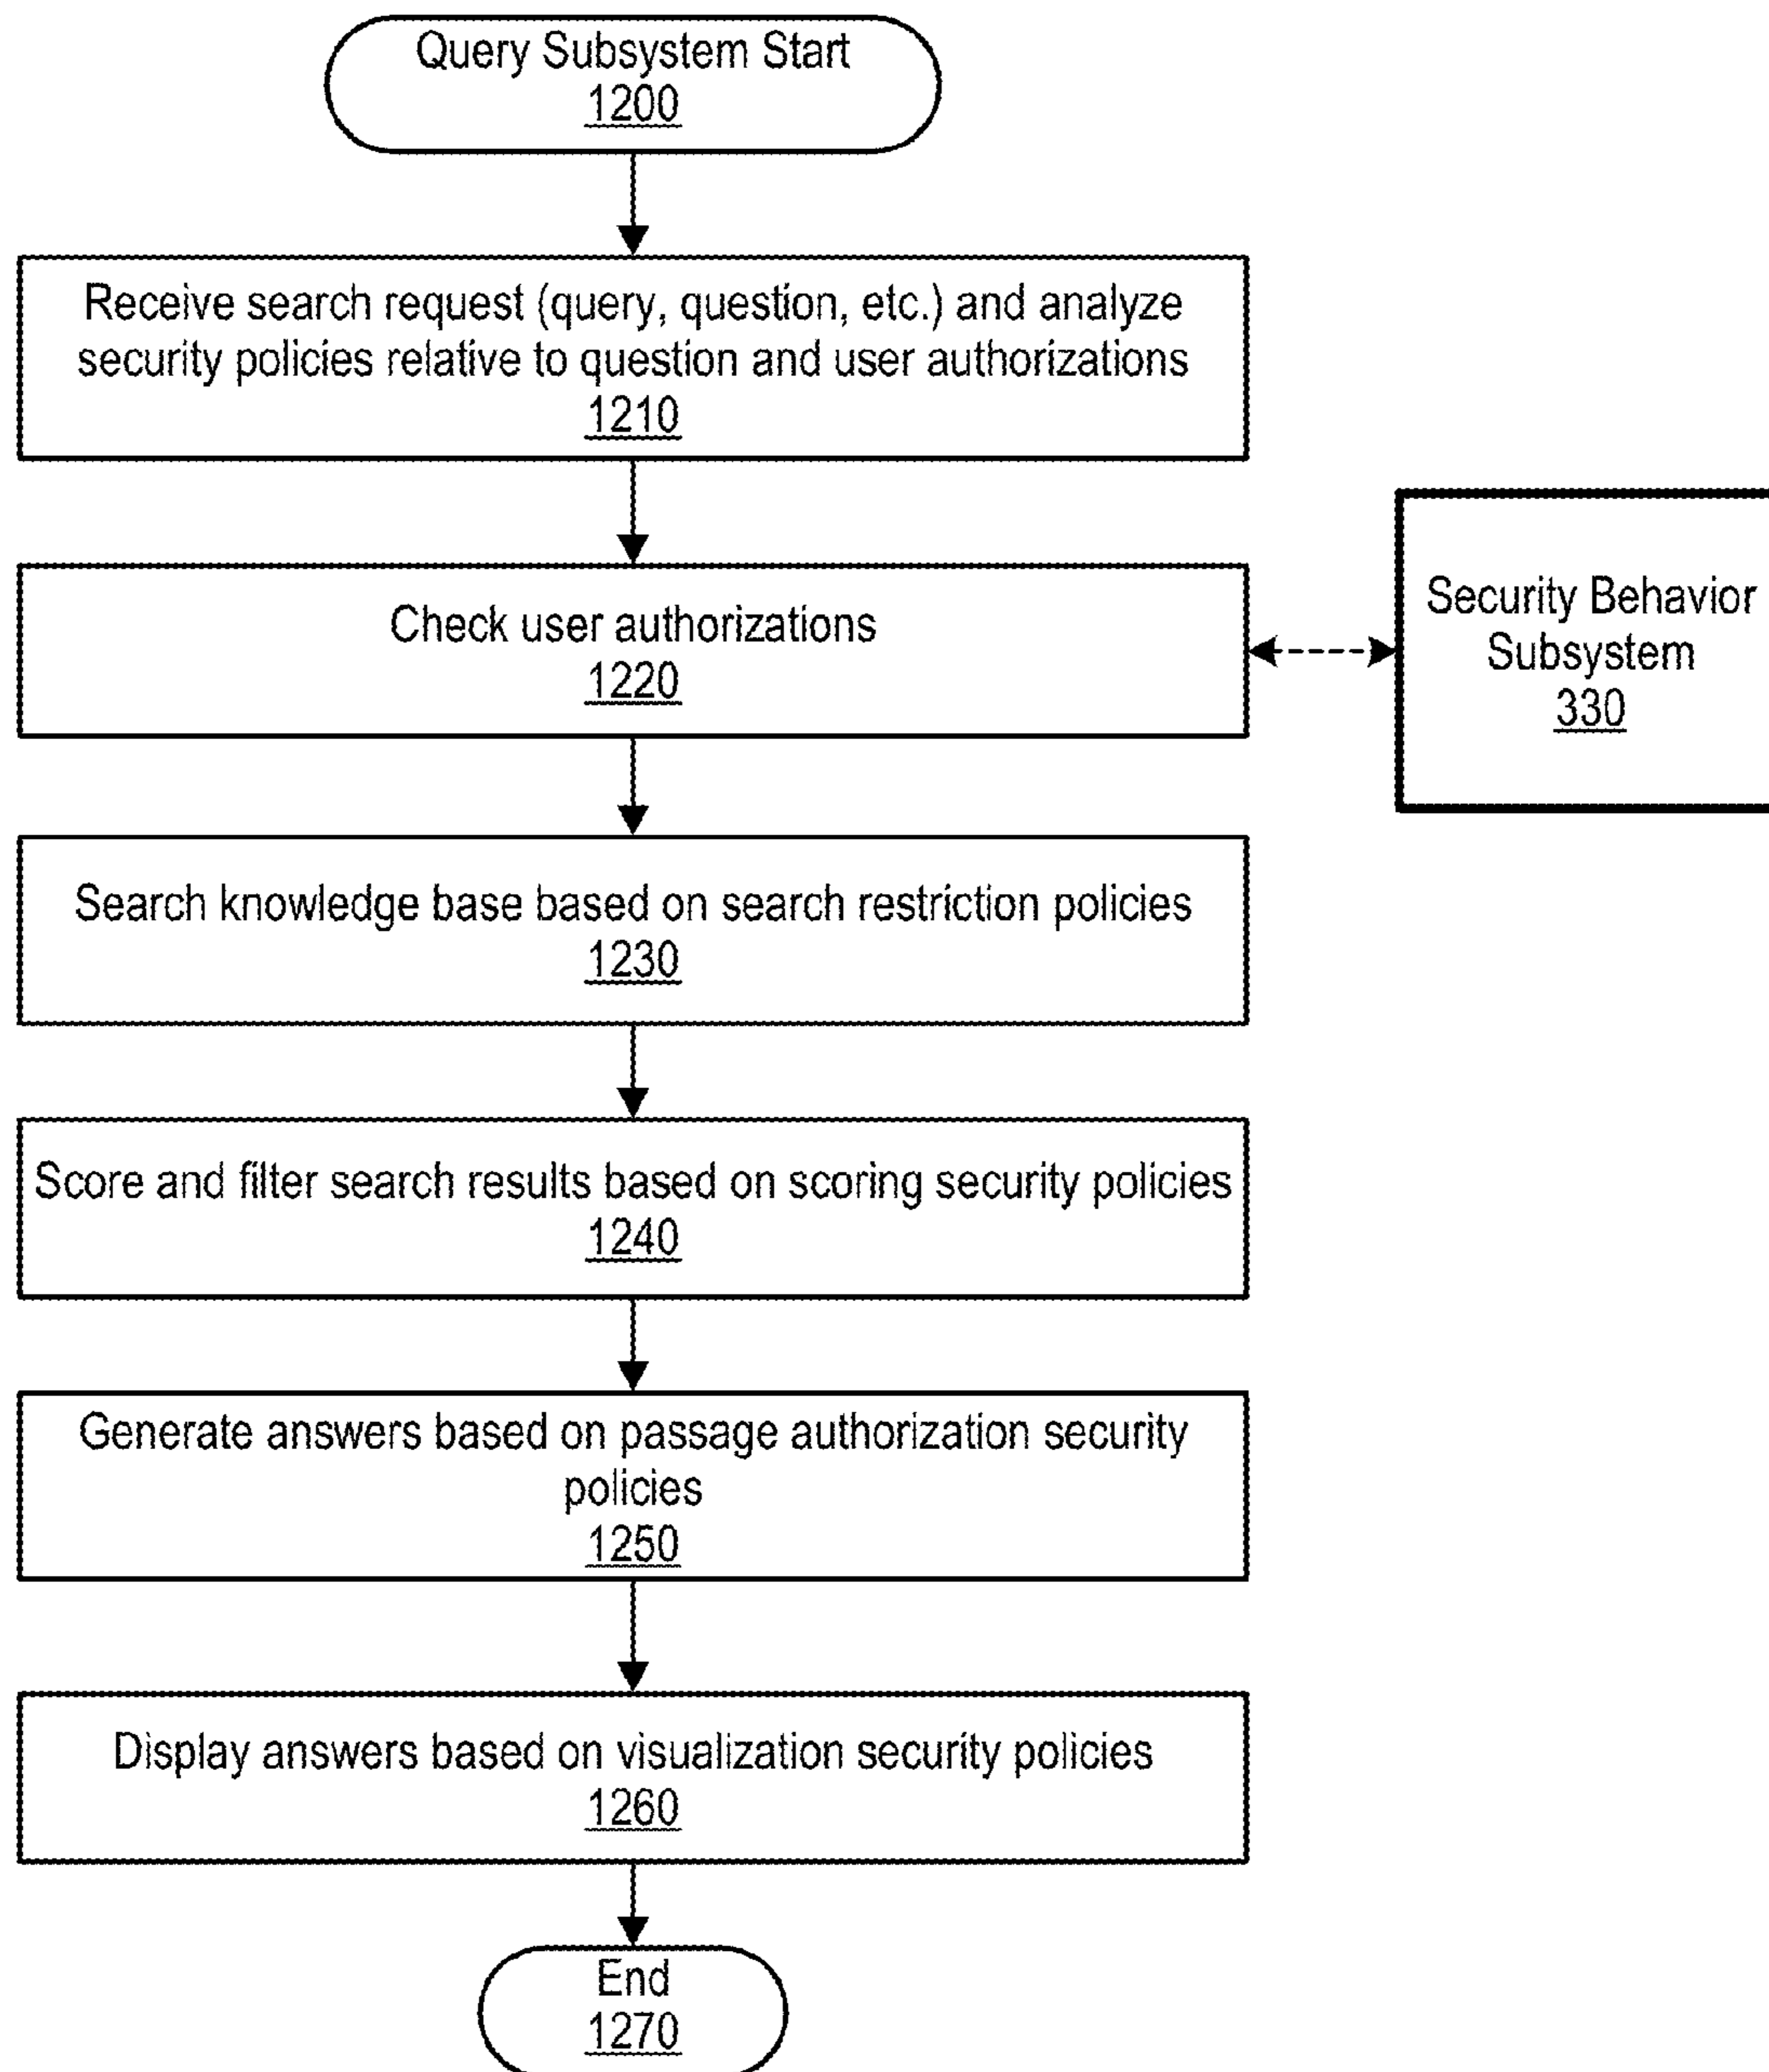 Query Subsystem Start
1200
Receive search request (query, question, etc.) and analyze
security policies relative to question and user authorizations
1210
Check user authorizations
1220
Security Behavior
Subsystem
330
Search knowledge base based on search restriction policies
1230
Score and filter search results based on scoring security policies
1240
Generate answers based on passage authorization security
policies
1250
Display answers based on visualization security policies
1260
End
1270